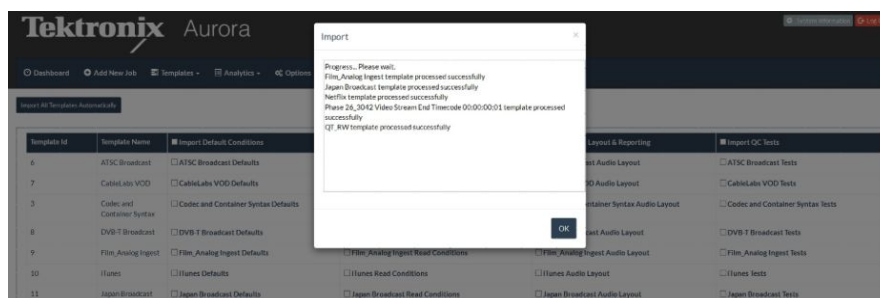 Tektronix Aurora
System Information
Log Out
Dashboard Add New Job Templates Analytics Options
Import All Templates Automatically
Import ×
Progress... Please wait.
Film_Analog Ingest template processed successfully
Japan Broadcast template processed successfully
Netflix template processed successfully
Phase 26_3042 Video Stream End Timecode 00:00:00:01 template processed
successfully
QT_RW template processed successfully
OK
Template Id Template Name Import Default Conditions Layout & Reporting Import QC Tests
6 ATSC Broadcast ATSC Broadcast Defaults Audio Layout ATSC Broadcast Tests
7 CableLabs VOD CableLabs VOD Defaults Audio Layout CableLabs VOD Tests
3 Codec and Codec and Container Syntax Defaults Syntax Audio Layout Codec and Container Syntax Tests
Container Syntax
8 DVB-T Broadcast DVB-T Broadcast Defaults Audio Layout DVB-T Broadcast Tests
9 Film_Analog Ingest Film_Analog Ingest Defaults Film_Analog Ingest Read Conditions Film_Analog Ingest Audio Layout Film_Analog Ingest Tests
10 iTunes iTunes Defaults iTunes Read Conditions iTunes Audio Layout iTunes Tests
11 Japan Broadcast Japan Broadcast Defaults Japan Broadcast Read Conditions Japan Broadcast Audio Layout Japan Broadcast Tests